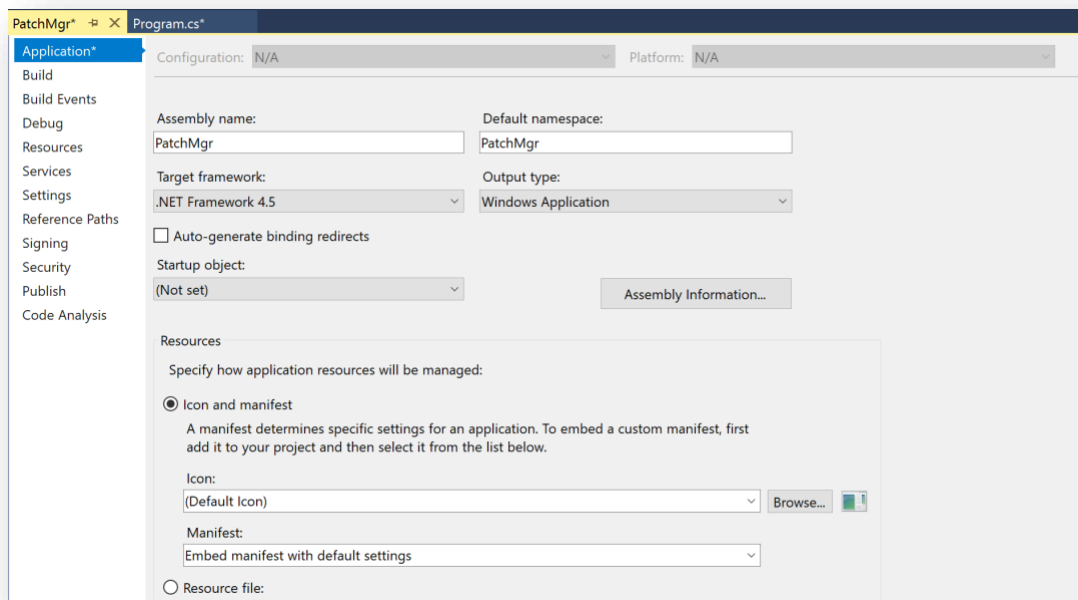 PatchMgr* Program.cs*
Application*
Build
Build Events
Debug
Resources
Services
Settings
Reference Paths
Signing
Security
Publish
Code Analysis
Configuration: N/A Platform: N/A
Assembly name: Default namespace:
PatchMgr PatchMgr
Target framework: Output type:
.NET Framework 4.5 Windows Application
Auto-generate binding redirects
Startup object:
(Not set) Assembly Information...
Resources
Specify how application resources will be managed:
Icon and manifest
A manifest determines specific settings for an application. To embed a custom manifest, first
add it to your project and then select it from the list below.
Icon:
(Default Icon) Browse...
Manifest:
Embed manifest with default settings
Resource file: